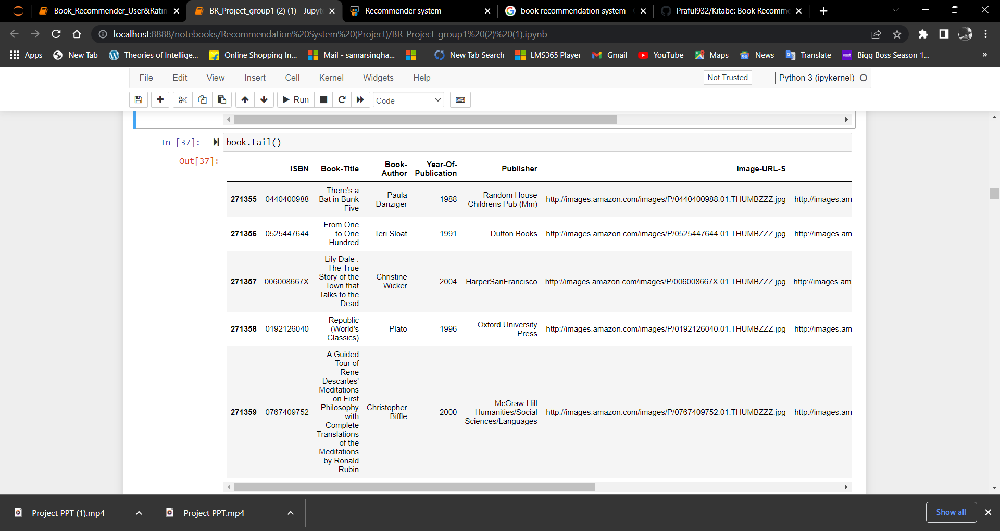 Book_Recommender_User&Ratin
BR_Project_group1 (2) (1) - Jupyt
Recommender system
book recommendation system -
Praful932/Kitabe: Book Recomme
localhost:8888/notebooks/Recommendation%20System%20(Project)/BR_Project_group1%20(2)%20(1).ipynb
Apps New Tab Theories of Intellige... Online Shopping In... Mail - samarsingha... New Tab Search LMS365 Player Gmail YouTube Maps News Translate voot Bigg Boss Season 1... »
File Edit View Insert Cell Kernel Widgets Help Not Trusted Python 3 (ipykernel)
Run Code
In [37]: book.tail()
Out[37]:
ISBN Book-Title Book-Author Year-Of-Publication Publisher Image-URL-S
271355 0440400988 There's a Bat in Bunk Five Paula Danziger 1988 Random House Childrens Pub (Mm) http://images.amazon.com/images/P/0440400988.01.THUMBZZZ.jpg http://images.am
271356 0525447644 From One to One Hundred Teri Sloat 1991 Dutton Books http://images.amazon.com/images/P/0525447644.01.THUMBZZZ.jpg http://images.am
271357 006008667X Lily Dale : The True Story of the Town that Talks to the Dead Christine Wicker 2004 HarperSanFrancisco http://images.amazon.com/images/P/006008667X.01.THUMBZZZ.jpg http://images.am
271358 0192126040 Republic (World's Classics) Plato 1996 Oxford University Press http://images.amazon.com/images/P/0192126040.01.THUMBZZZ.jpg http://images.am
271359 0767409752 A Guided Tour of Rene Descartes' Meditations on First Philosophy with Complete Translations of the Meditations by Ronald Rubin Christopher Biffle 2000 McGraw-Hill Humanities/Social Sciences/Languages http://images.amazon.com/images/P/0767409752.01.THUMBZZZ.jpg http://images.am
Project PPT (1).mp4 Project PPT.mp4 Show all